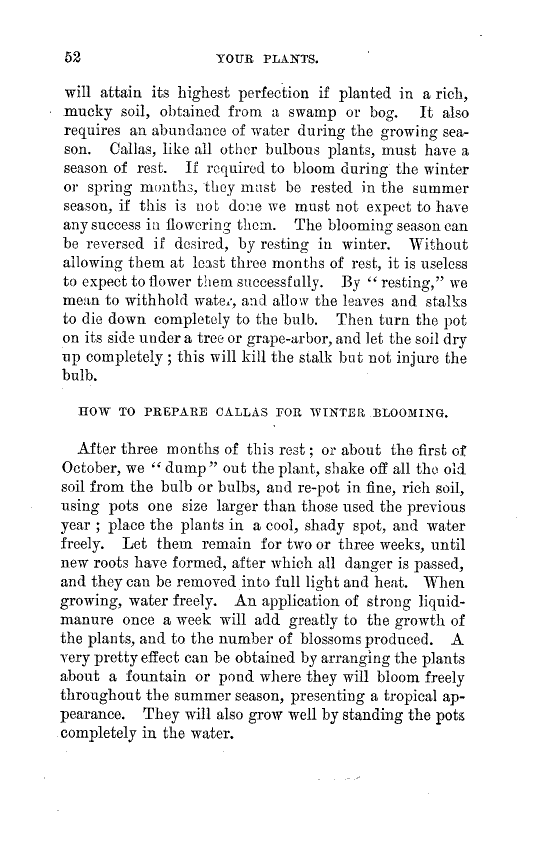 52 YOUR PLANTS.
will attain its highest perfection if planted in a rich,
mucky soil, obtained from a swamp or bog. It also
requires an abundance of water during the growing sea-
son. Callas, like all other bulbous plants, must have a
season of rest. If required to bloom during the winter
or spring months, they must be rested in the summer
season, if this is not done we must not expect to have
any success in flowering them. The blooming season can
be reversed if desired, by resting in winter. Without
allowing them at least three months of rest, it is useless
to expect to flower them successfully. By “resting,” we
mean to withhold water, and allow the leaves and stalks
to die down completely to the bulb. Then turn the pot
on its side under a tree or grape-arbor, and let the soil dry
up completely; this will kill the stalk but not injure the
bulb.
HOW TO PREPARE CALLAS FOR WINTER BLOOMING.
After three months of this rest; or about the first of
October, we “dump” out the plant, shake off all the old
soil from the bulb or bulbs, and re-pot in fine, rich soil,
using pots one size larger than those used the previous
year; place the plants in a cool, shady spot, and water
freely. Let them remain for two or three weeks, until
new roots have formed, after which all danger is passed,
and they can be removed into full light and heat. When
growing, water freely. An application of strong liquid-
manure once a week will add greatly to the growth of
the plants, and to the number of blossoms produced. A
very pretty effect can be obtained by arranging the plants
about a fountain or pond where they will bloom freely
throughout the summer season, presenting a tropical ap-
pearance. They will also grow well by standing the pots
completely in the water.